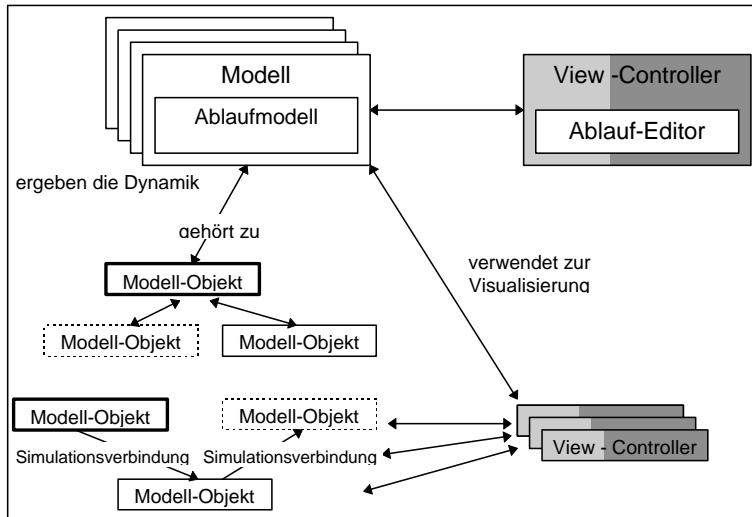 Modell
View -Controller
Ablaufmodell
Ablauf-Editor
ergeben die Dynamik
gehört zu
Modell-Objekt
verwendet zur
Visualisierung
Modell-Objekt
Modell-Objekt
Modell-Objekt
Modell-Objekt
Simulationsverbindung
Simulationsverbindung
View - Controller
Modell-Objekt